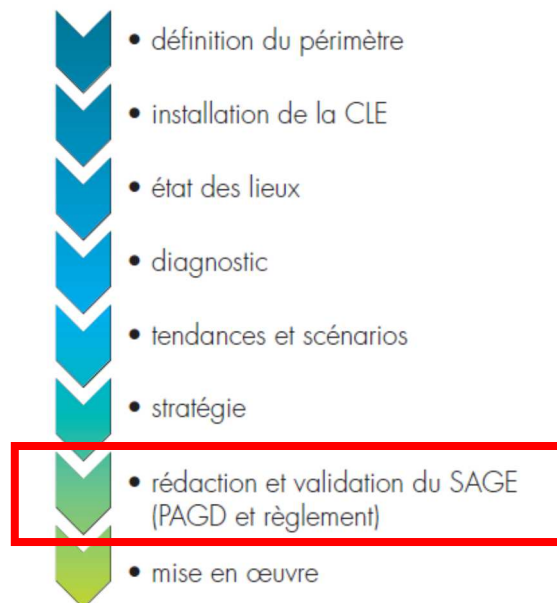 • définition du périmètre
• installation de la CLE
• état des lieux
• diagnostic
• tendances et scénarios
• stratégie
• rédaction et validation du SAGE
(PAGD et règlement)
• mise en œuvre